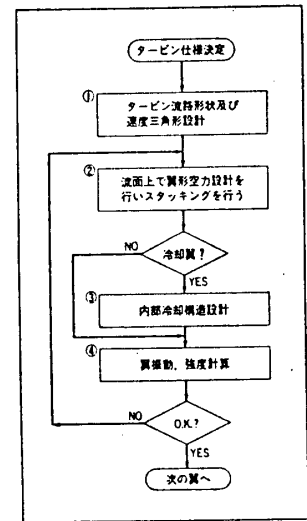 タービン仕様決定
①
タービン流路形状及び
速度三角形設計
②
流面上で翼形空力設計を
行いスタッキングを行う
NO
冷却翼?
YES
③
内部冷却構造設計
④
翼振動,強度計算
NO
O.K.?
YES
次の翼へ